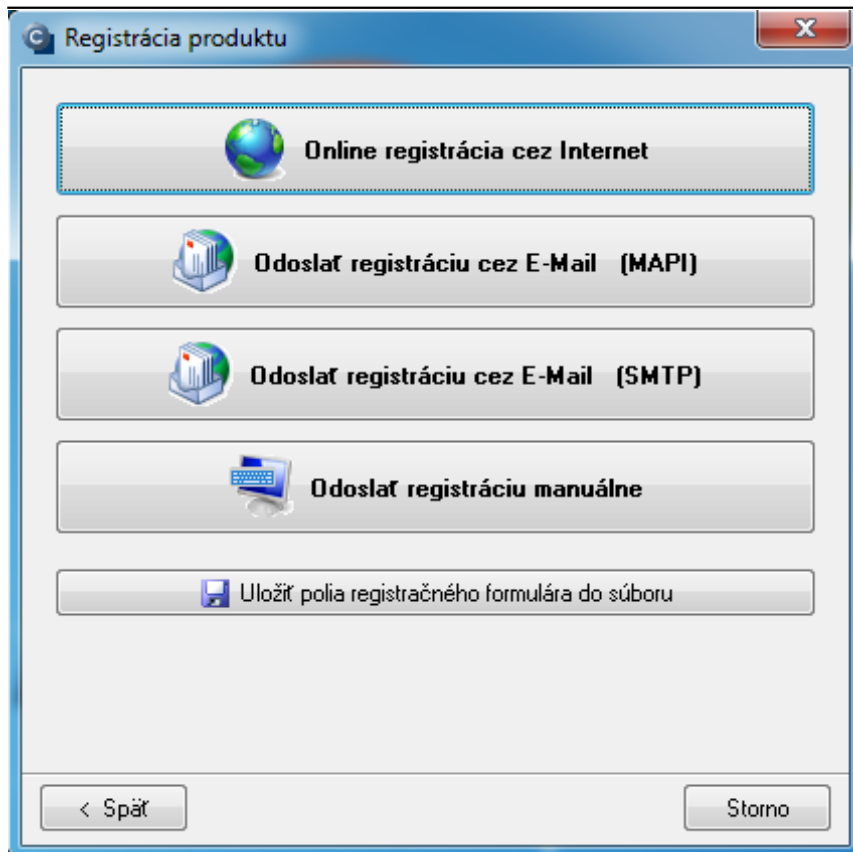 Registrácia produktu
Online registrácia cez Internet
Odoslať registráciu cez E-Mail (MAPI)
Odoslať registráciu cez E-Mail (SMTP)
Odoslať registráciu manuálne
Uložiť polia registračného formulára do súboru
< Späť
Storno